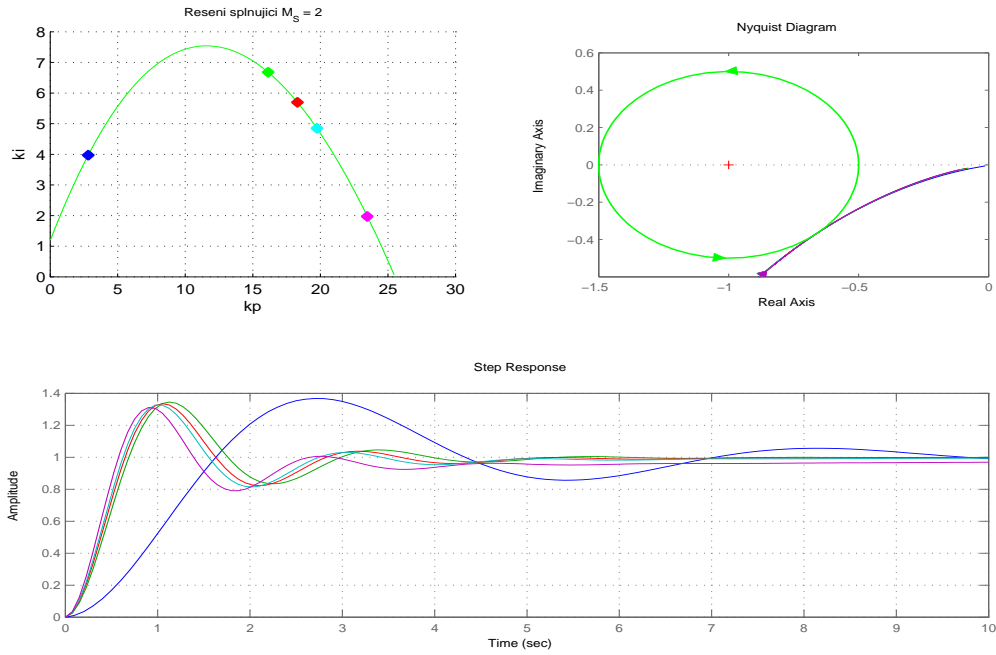 Reseni splnujici M_S = 2
8
7
6
5
4
3
2
1
0
ki
0 5 10 15 20 25 30
kp
Nyquist Diagram
0.6
0.4
0.2
0
−0.2
−0.4
Imaginary Axis
−1.5 −1 −0.5 0
Real Axis
Step Response
1.4
1.2
1
0.8
0.6
0.4
0.2
0
Amplitude
0 1 2 3 4 5 6 7 8 9 10
Time (sec)